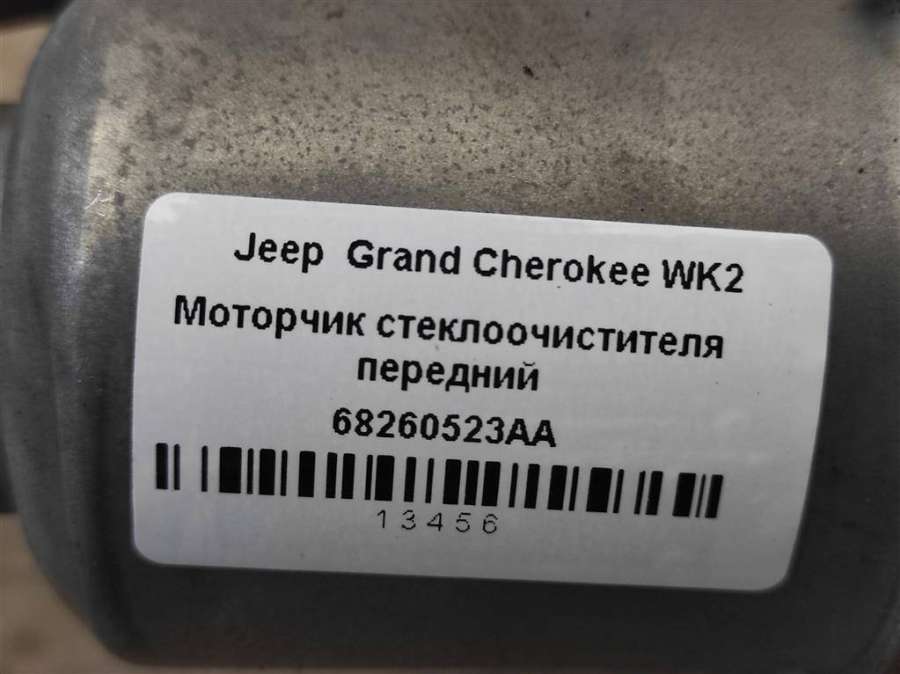 Jeep Grand Cherokee WK2
Моторчик стеклоочистителя
передний
68260523AA
13456